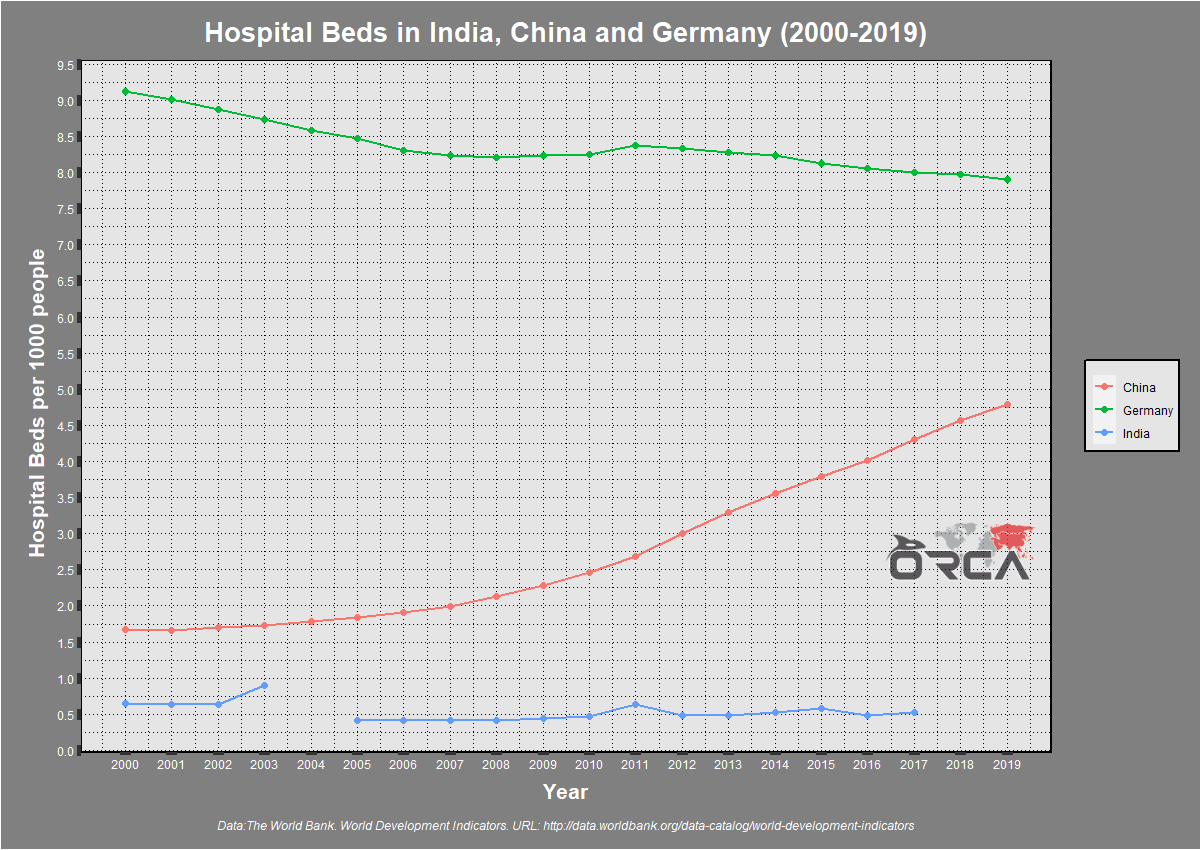 Hospital Beds in India, China and Germany (2000-2019)
9.5
9.0
8.5
8.0
7.5
7.0
6.5
6.0
5.5
5.0
4.5
4.0
3.5
3.0
2.5
2.0
1.5
1.0
0.5
0.0
Hospital Beds per 1000 people
China
Germany
India
ORCA
2000 2001 2002 2003 2004 2005 2006 2007 2008 2009 2010 2011 2012 2013 2014 2015 2016 2017 2018 2019
Year
Data:The World Bank. World Development Indicators. URL: http://data.worldbank.org/data-catalog/world-development-indicators